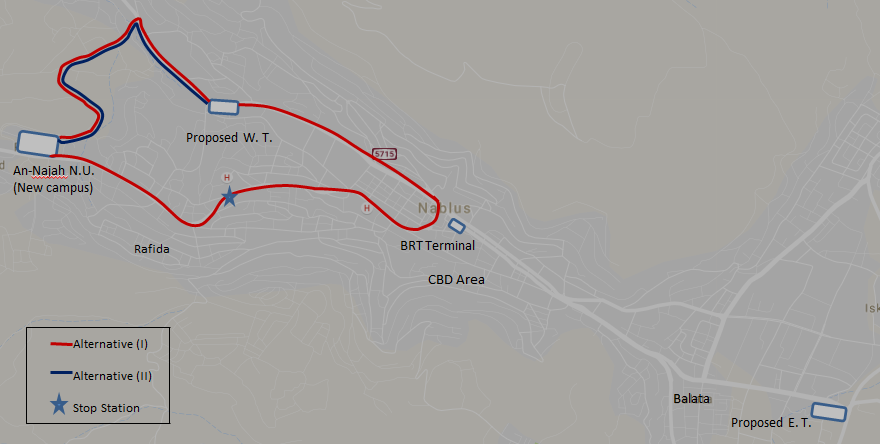 Proposed W. T.
5715
d
An-Najah N.U.
(New campus)
H
H
Nablus
Rafida
BRT Terminal
CBD Area
Isk
Alternative (I)
Alternative (II)
Stop Station
Balata
Proposed E. T.